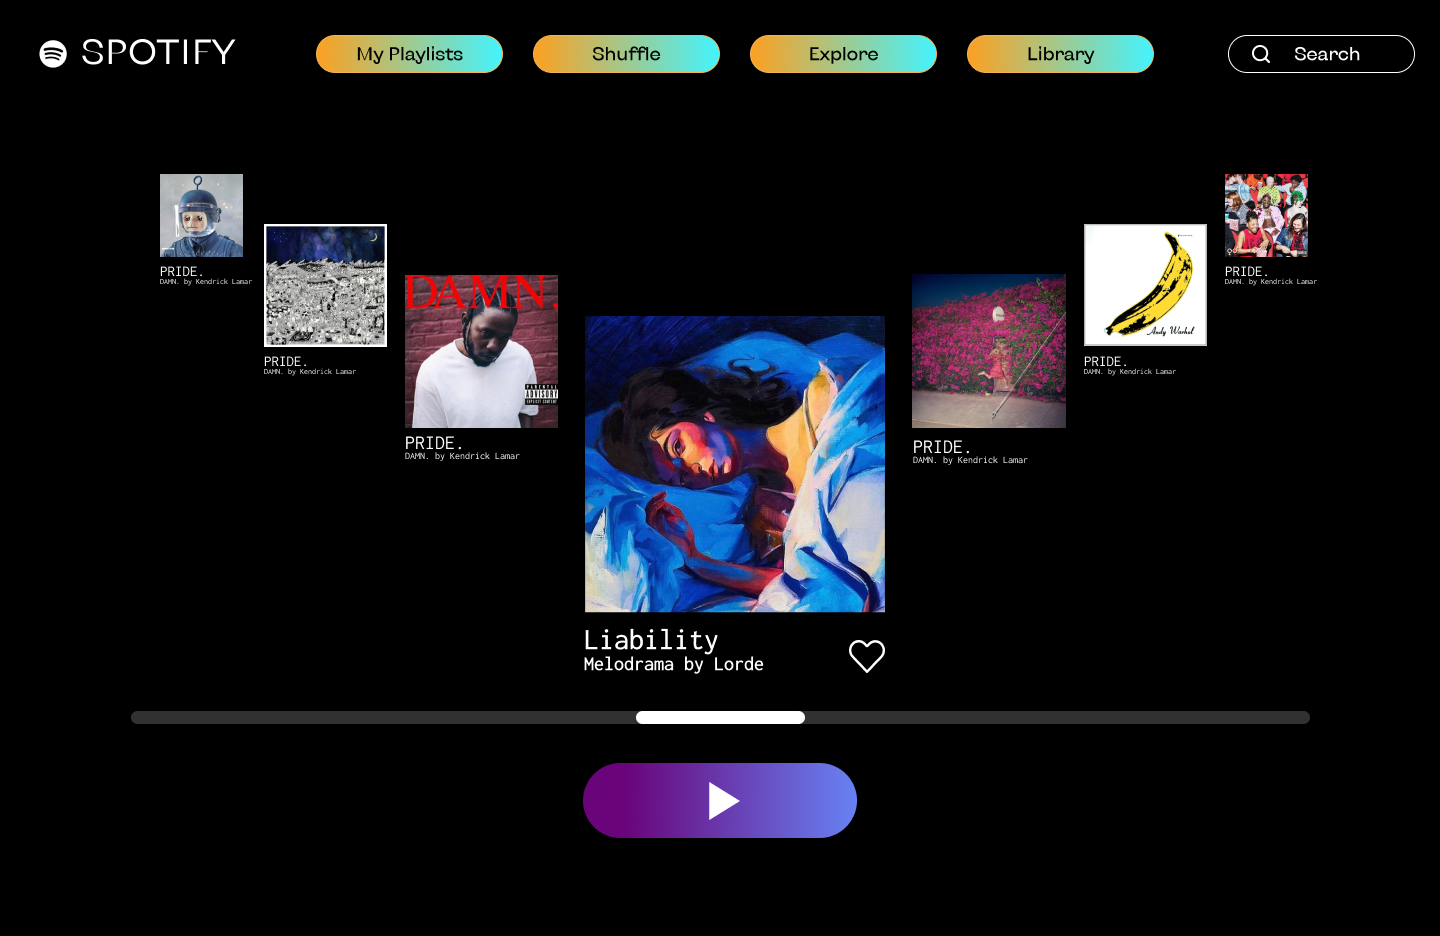 SPOTIFY
My Playlists
Shuffle
Explore
Library
Search
PRIDE.
DAMN. by Kendrick Lamar
PRIDE.
DAMN. by Kendrick Lamar
DAMN.
PARENTAL
ADVISORY
EXPLICIT CONTENT
PRIDE.
DAMN. by Kendrick Lamar
Liability
Melodrama by Lorde
PRIDE.
DAMN. by Kendrick Lamar
Andy Warhol
PRIDE.
DAMN. by Kendrick Lamar
PRIDE.
DAMN. by Kendrick Lamar